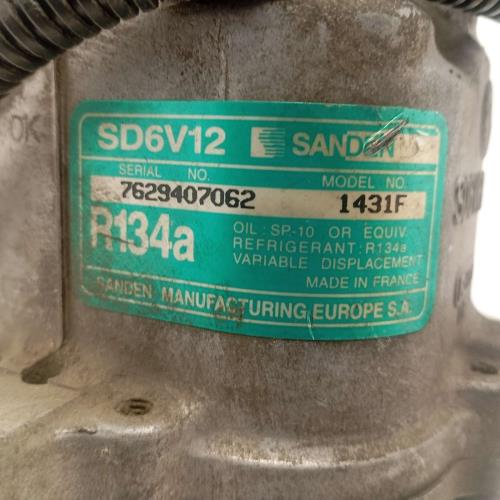 OK
SD6V12 SANDEN
SERIAL NO. MODEL NO.
7629407062 1431F
R134a
OIL: SP-10 OR EQUIV.
REFRIGERANT: R134a
VARIABLE DISPLACEMENT
MADE IN FRANCE
SANDEN MANUFACTURING EUROPE S.A.